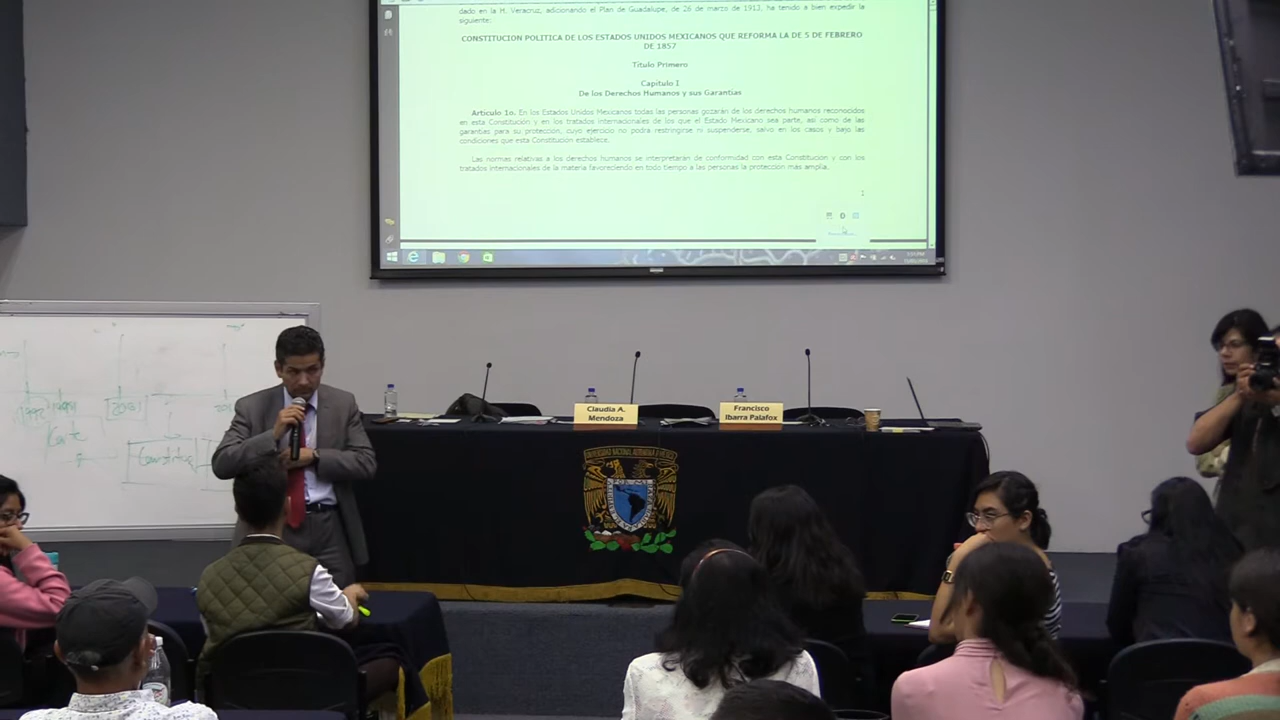 dado en la H. Veracruz, adicionando el Plan de Guadalupe, de 26 de marzo de 1913, ha tenido a bien expedir la
siguiente:
CONSTITUCION POLITICA DE LOS ESTADOS UNIDOS MEXICANOS QUE REFORMA LA DE 5 DE FEBRERO
DE 1857
Título Primero
Capítulo I
De los Derechos Humanos y sus Garantías
Artículo 1o. En los Estados Unidos Mexicanos todas las personas gozarán de los derechos humanos reconocidos
en esta Constitución y en los tratados internacionales de los que el Estado Mexicano sea parte, así como de las
garantías para su protección, cuyo ejercicio no podrá restringirse ni suspenderse, salvo en los casos y bajo las
condiciones que esta Constitución establece.
Las normas relativas a los derechos humanos se interpretarán de conformidad con esta Constitución y con los
tratados internacionales de la materia favoreciendo en todo tiempo a las personas la protección más amplia.
Claudia A.
Mendoza
Francisco
Ibarra Palafox